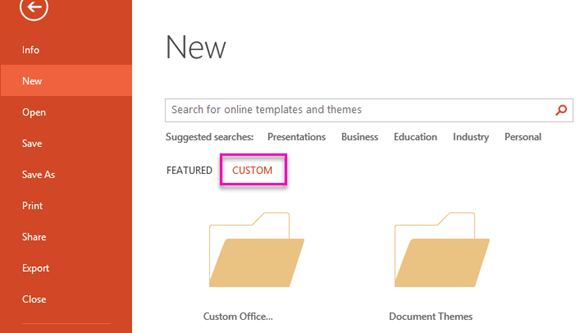 Info
New
Open
Save
Save As
Print
Share
Export
Close
New
Search for online templates and themes
Suggested searches: Presentations Business Education Industry Personal
FEATURED CUSTOM
Custom Office... Document Themes